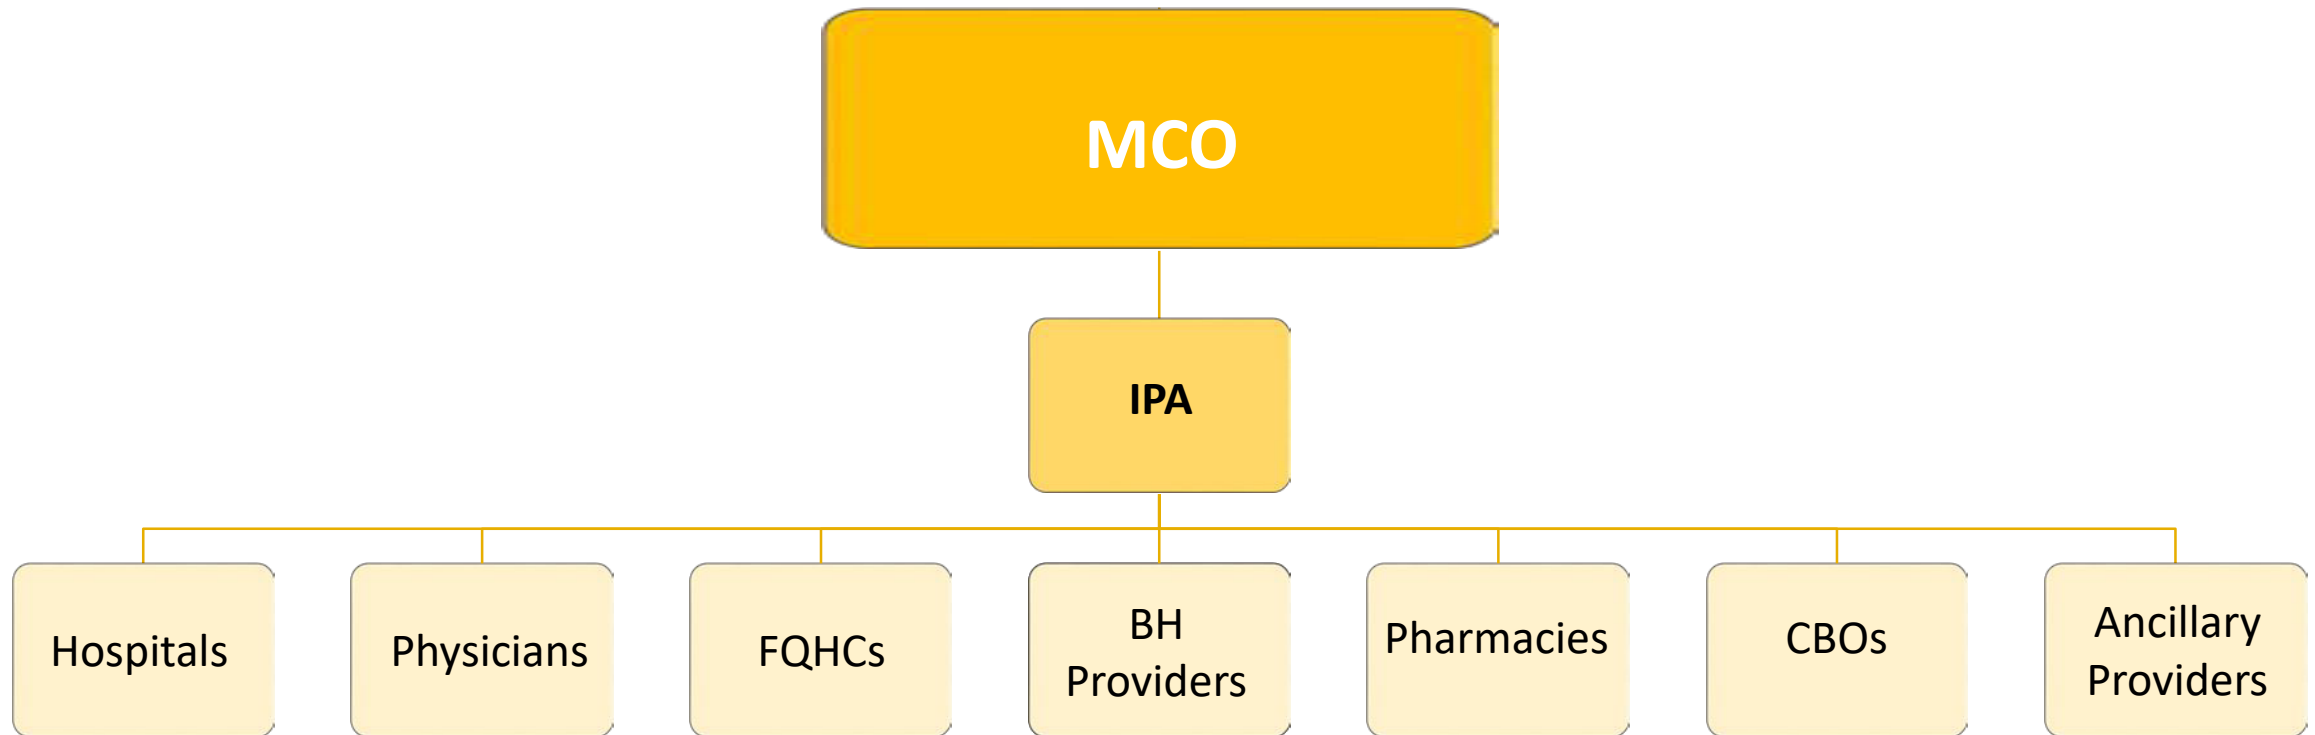 MCO
IPA
Hospitals
Physicians
FQHCs
BH
Providers
Pharmacies
CBOs
Ancillary
Providers